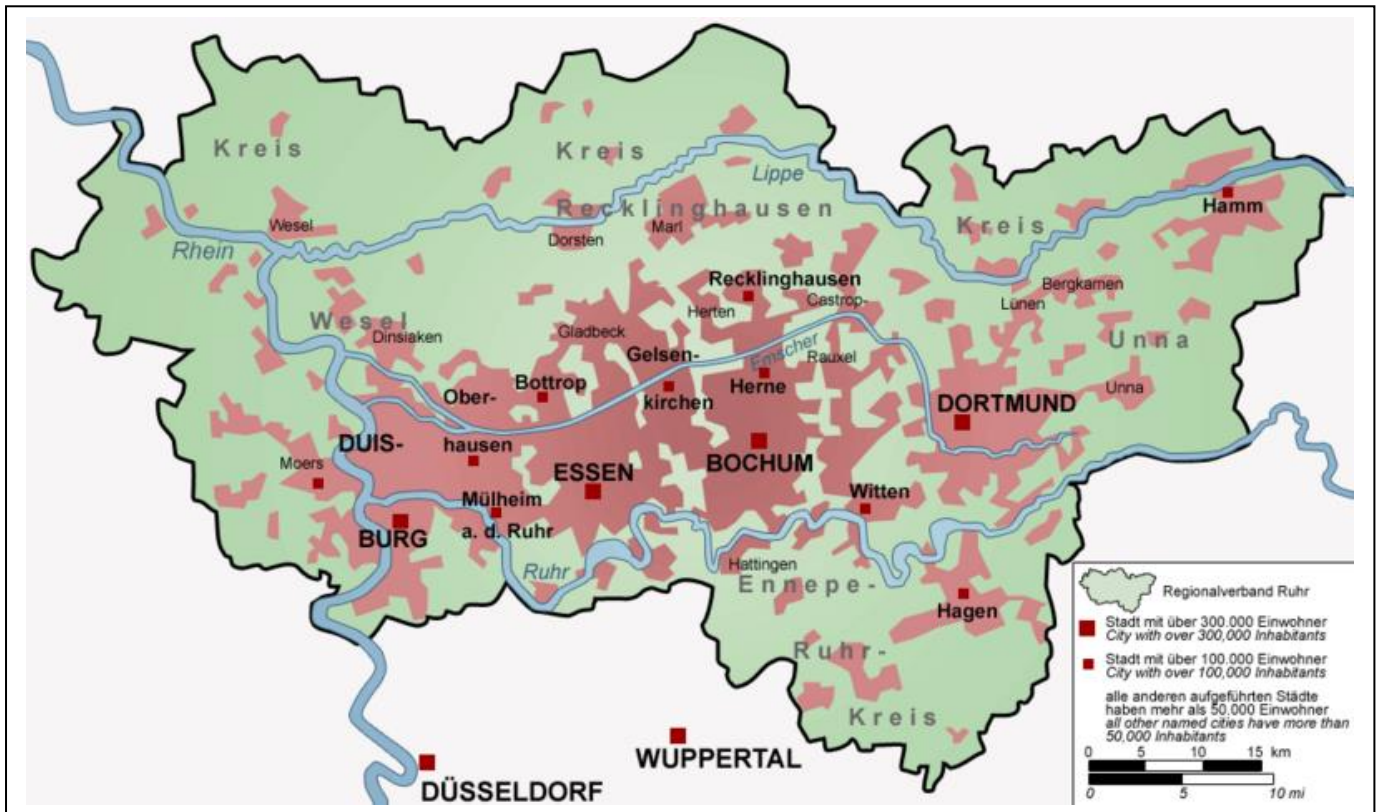 Kreis
Kreis
Lippe
Hamm
Recklinghausen
Kreis
Wesel
Dorsten
Marl
Rhein
Recklinghausen
Bergkamen
Castrop-
Lünen
Herten
Wesel
Dinslaken
Gladbeck
Unna
Gelsen-
Emscher
Rauxel
Ober-
Bottrop
Herne
Unna
kirchen
DORTMUND
DUIS-
hausen
BOCHUM
Moers
ESSEN
Witten
Mülheim
BURG
a. d. Ruhr
Ruhr
Hattingen
Ennepe-
Hagen
Ruhr-
Kreis
WUPPERTAL
DÜSSELDORF
Regionalverband Ruhr
Stadt mit über 300.000 Einwohner
City with over 300,000 Inhabitants
Stadt mit über 100.000 Einwohner
City with over 100,000 Inhabitants
alle anderen aufgeführten Städte
haben mehr als 50.000 Einwohner
all other named cities have more than
50,000 Inhabitants
0 5 10 15 km
0 5 10 mi